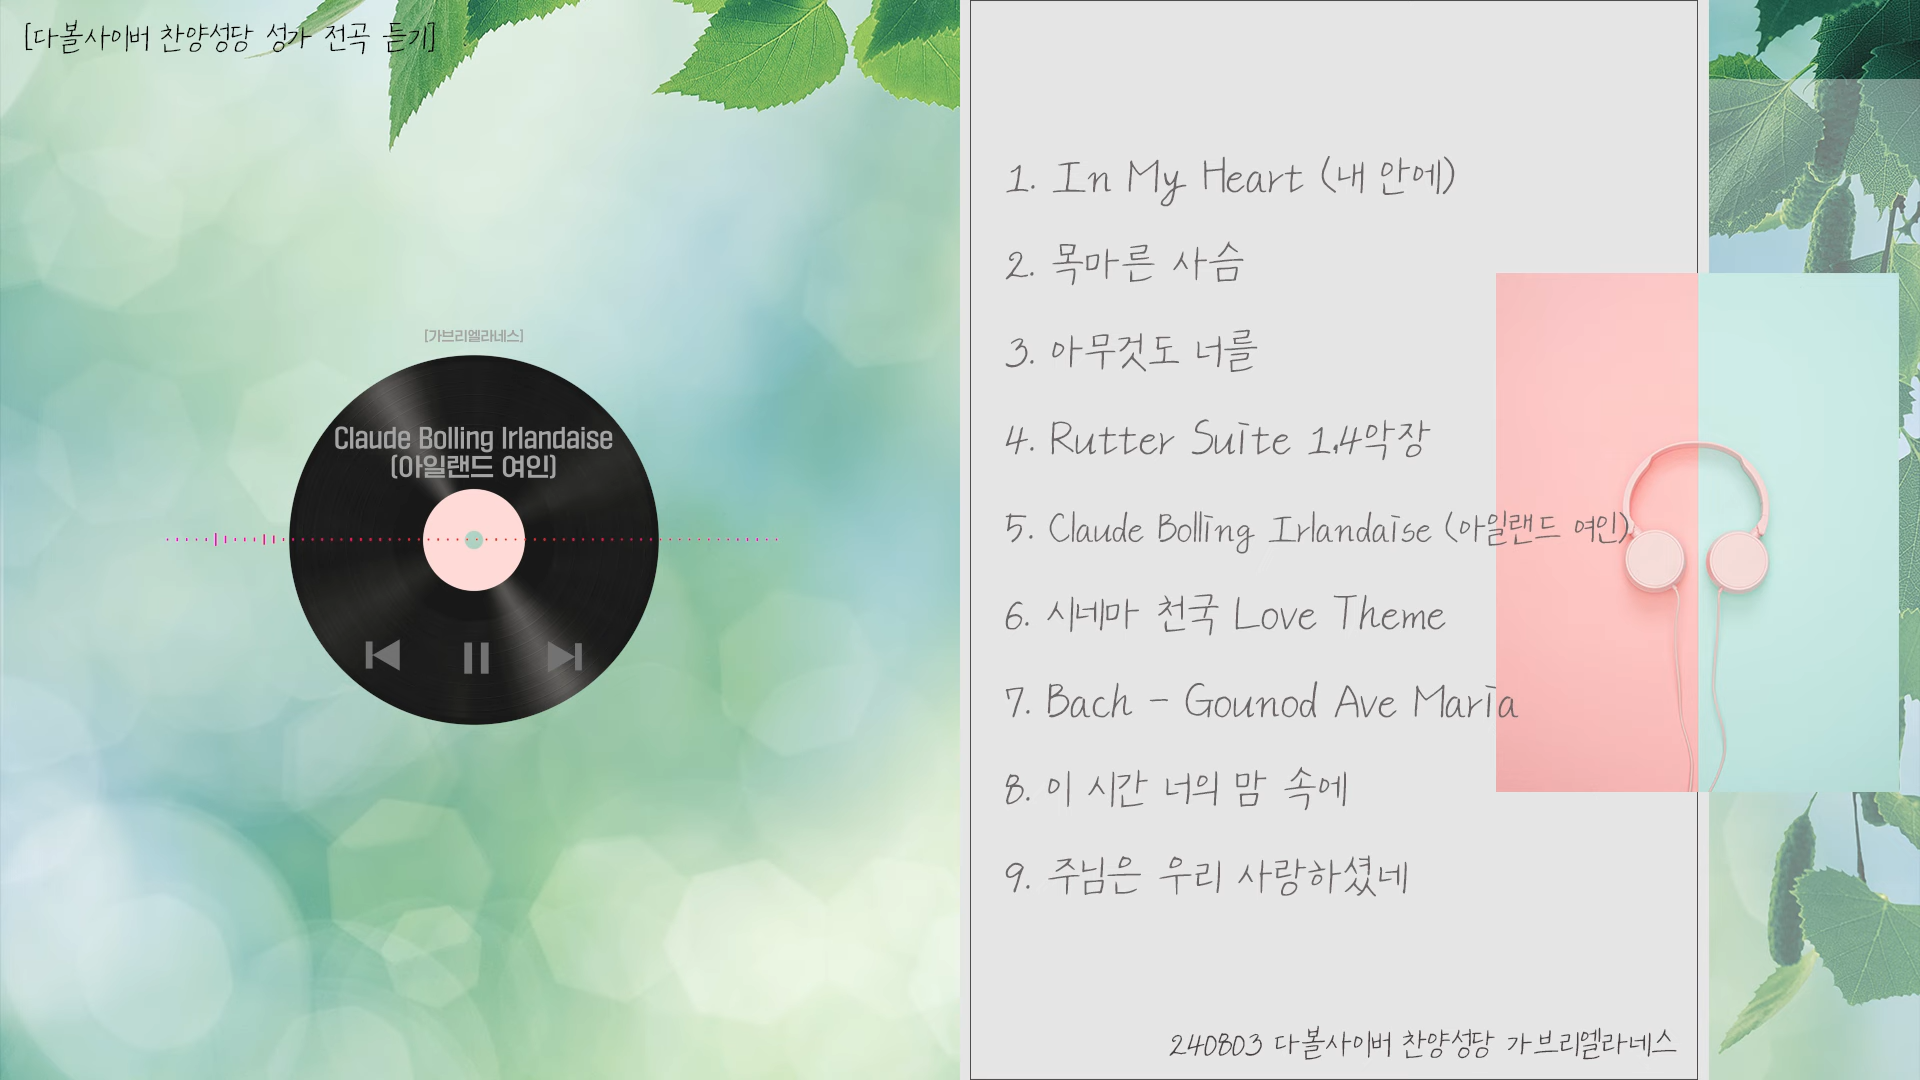 [다볼사이버 찬양성당 성가 전곡 듣기]
[가브리엘라네스]
Claude Bolling Irlandaise
(아일랜드 여인)
1. In My Heart (내 안에)
2. 목마른 사슴
3. 아무것도 너를
4. Rutter Suite 1,4악장
5. Claude Bolling Irlandaise (아일랜드 여인)
6. 시네마 천국 Love Theme
7. Bach - Gounod Ave Maria
8. 이 시간 너의 맘 속에
9. 주님은 우리 사랑하셨네
240803 다볼사이버 찬양성당 가브리엘라네스